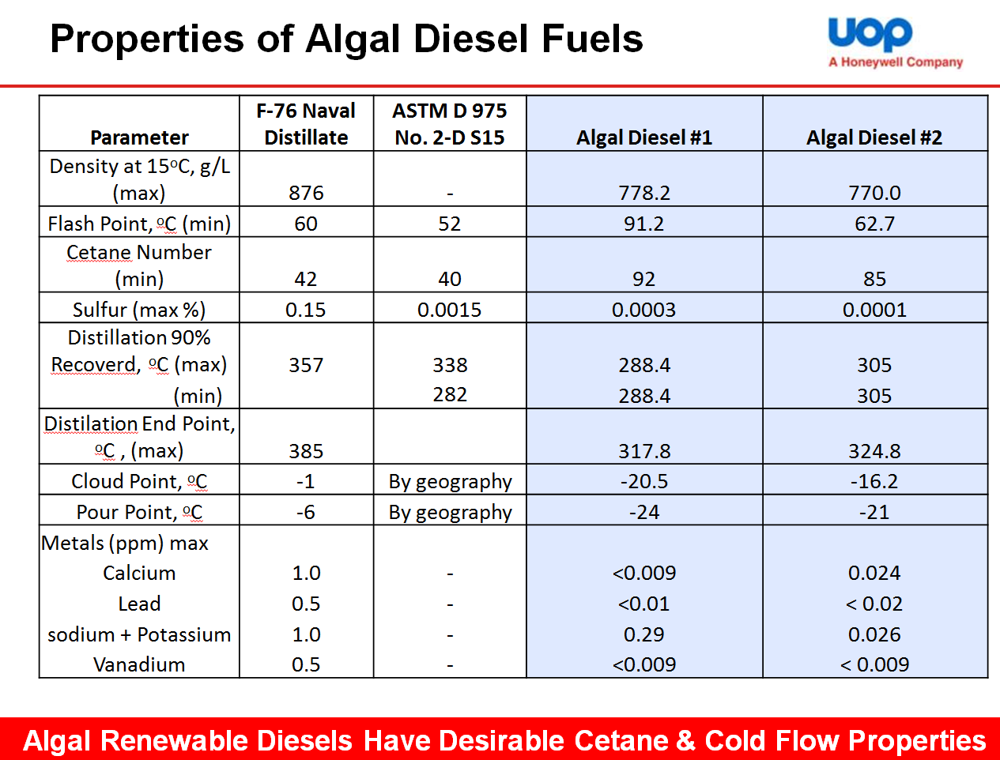 Properties of Algal Diesel Fuels
uop
A Honeywell Company
Parameter
F-76 Naval
Distillate
ASTM D 975
No. 2-D S15
Algal Diesel #1
Algal Diesel #2
Density at 15ºC, g/L
(max)
876
-
778.2
770.0
Flash Point, ºC (min)
60
52
91.2
62.7
Cetane Number
(min)
42
40
92
85
Sulfur (max %)
0.15
0.0015
0.0003
0.0001
Distillation 90%
Recoverd, ºC (max)
357
338
288.4
305
(min)
282
288.4
305
Distilation End Point,
ºC , (max)
385
317.8
324.8
Cloud Point, ºC
-1
By geography
-20.5
-16.2
Pour Point, ºC
-6
By geography
-24
-21
Metals (ppm) max
Calcium
1.0
-
<0.009
0.024
Lead
0.5
-
<0.01
< 0.02
sodium + Potassium
1.0
-
0.29
0.026
Vanadium
0.5
-
<0.009
< 0.009
Algal Renewable Diesels Have Desirable Cetane & Cold Flow Properties